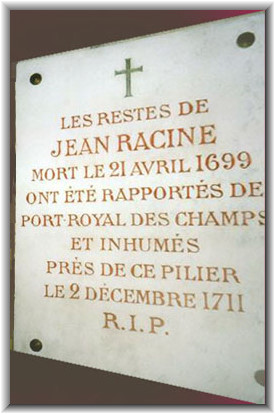 LES RESTES DE
JEAN RACINE
MORT LE 21 AVRIL 1699
ONT ÉTÉ RAPPORTÉS DE
PORT-ROYAL DES CHAMPS
ET INHUMÉS
PRÈS DE CE PILIER
LE 2 DÉCEMBRE 1711
R.I.P.